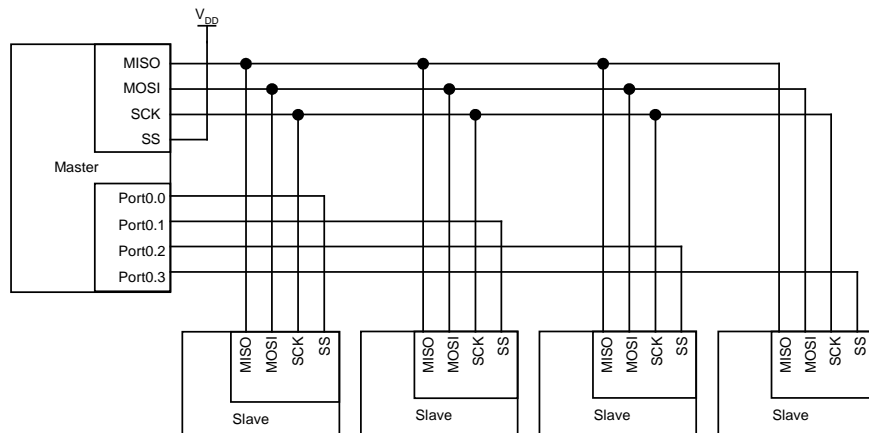 VDD
MISO
MOSI
SCK
SS
Master
Port0.0
Port0.1
Port0.2
Port0.3
MISO
MOSI
SCK
SS
Slave
MISO
MOSI
SCK
SS
Slave
MISO
MOSI
SCK
SS
Slave
MISO
MOSI
SCK
SS
Slave